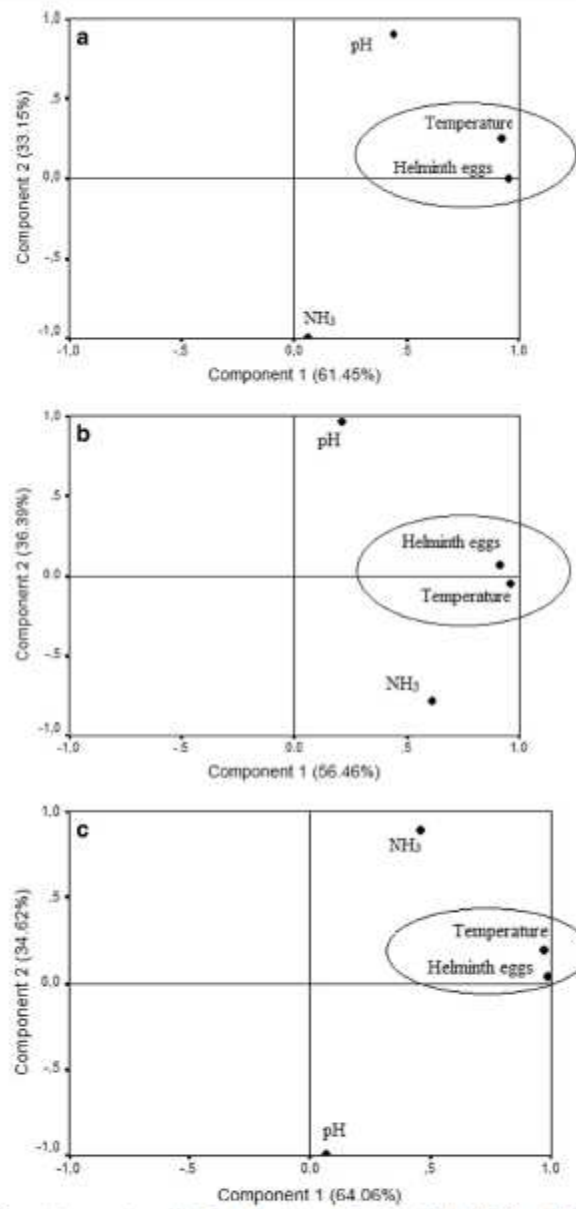 a
1,0
pH
.5
Temperature
Helminth eggs
0.0
-.5
NH₃
-1,0
-1,0 -.5 0.0 .5 1.0
Component 2 (33.15%)
Component 1 (61.45%)
b
1,0
pH
.5
Helminth eggs
0.0
Temperature
-.5
NH₃
-1,0
-1,0 -.5 0.0 .5 1.0
Component 2 (36.39%)
Component 1 (56.46%)
c
1,0
NH₃
.5
Temperature
Helminth eggs
0.0
-.5
pH
-1,0
-1,0 -.5 0.0 .5 1.0
Component 2 (34.62%)
Component 1 (64.06%)